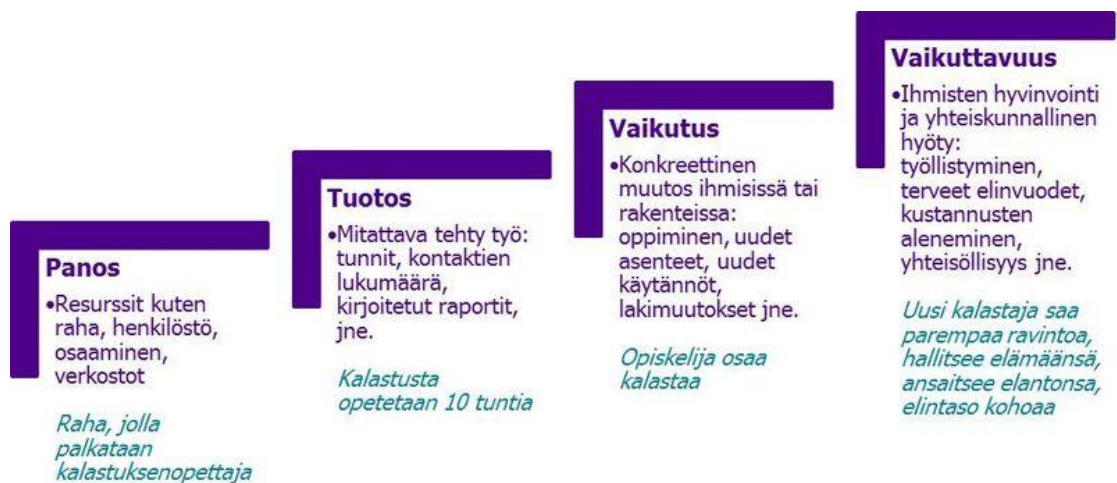 Panos
•Resurssit kuten
raha, henkilöstö,
osaaminen,
verkostot
Raha, jolla
palkataan
kalastuksenopettaja
Tuotos
•Mitattava tehty työ:
tunnit, kontaktien
lukumäärä,
kirjoitetut raportit,
jne.
Kalastusta
opetetaan 10 tuntia
Vaikutus
•Konkreettinen
muutos ihmisissä tai
rakenteissa:
oppiminen, uudet
asenteet, uudet
käytännöt,
lakimuutokset jne.
Opiskelija osaa
kalastaa
Vaikuttavuus
•Ihmisten hyvinvointi
ja yhteiskunnallinen
hyöty:
työllistyminen,
terveet elinvuodet,
kustannusten
aleneminen,
yhteisöllisyys jne.
Uusi kalastaja saa
parempaa ravintoa,
hallitsee elämäänsä,
ansaitsee elantonsa,
elintaso kohoaa